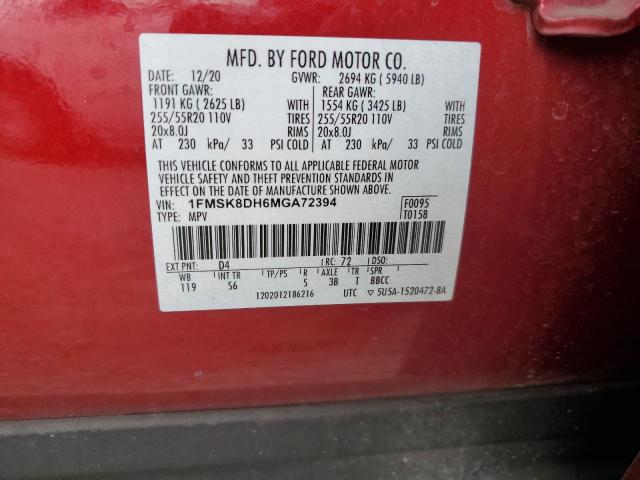 MFD. BY FORD MOTOR CO.
DATE: 12/20 GVWR: 2694 KG ( 5940 LB)
FRONT GAWR: REAR GAWR:
1191 KG ( 2625 LB) WITH 1554 KG ( 3425 LB) WITH
255/55R20 110V TIRES 255/55R20 110V TIRES
20x8.0J RIMS 20x8.0J RIMS
AT 230 kPa/ 33 PSI COLD AT 230 kPa/ 33 PSI COLD
THIS VEHICLE CONFORMS TO ALL APPLICABLE FEDERAL MOTOR
VEHICLE SAFETY AND THEFT PREVENTION STANDARDS IN
EFFECT ON THE DATE OF MANUFACTURE SHOWN ABOVE.
VIN: 1FMSK8DH6MGA72394 F0095
TYPE: MPV T0158
EXT PNT: D4 RC: 72 DSO:
WB INT TR TP/PS R AXLE TR SPR
119 S6 S 3B T BBCC
1202012186216 UTC ▽ 5U5A-1520472-BA